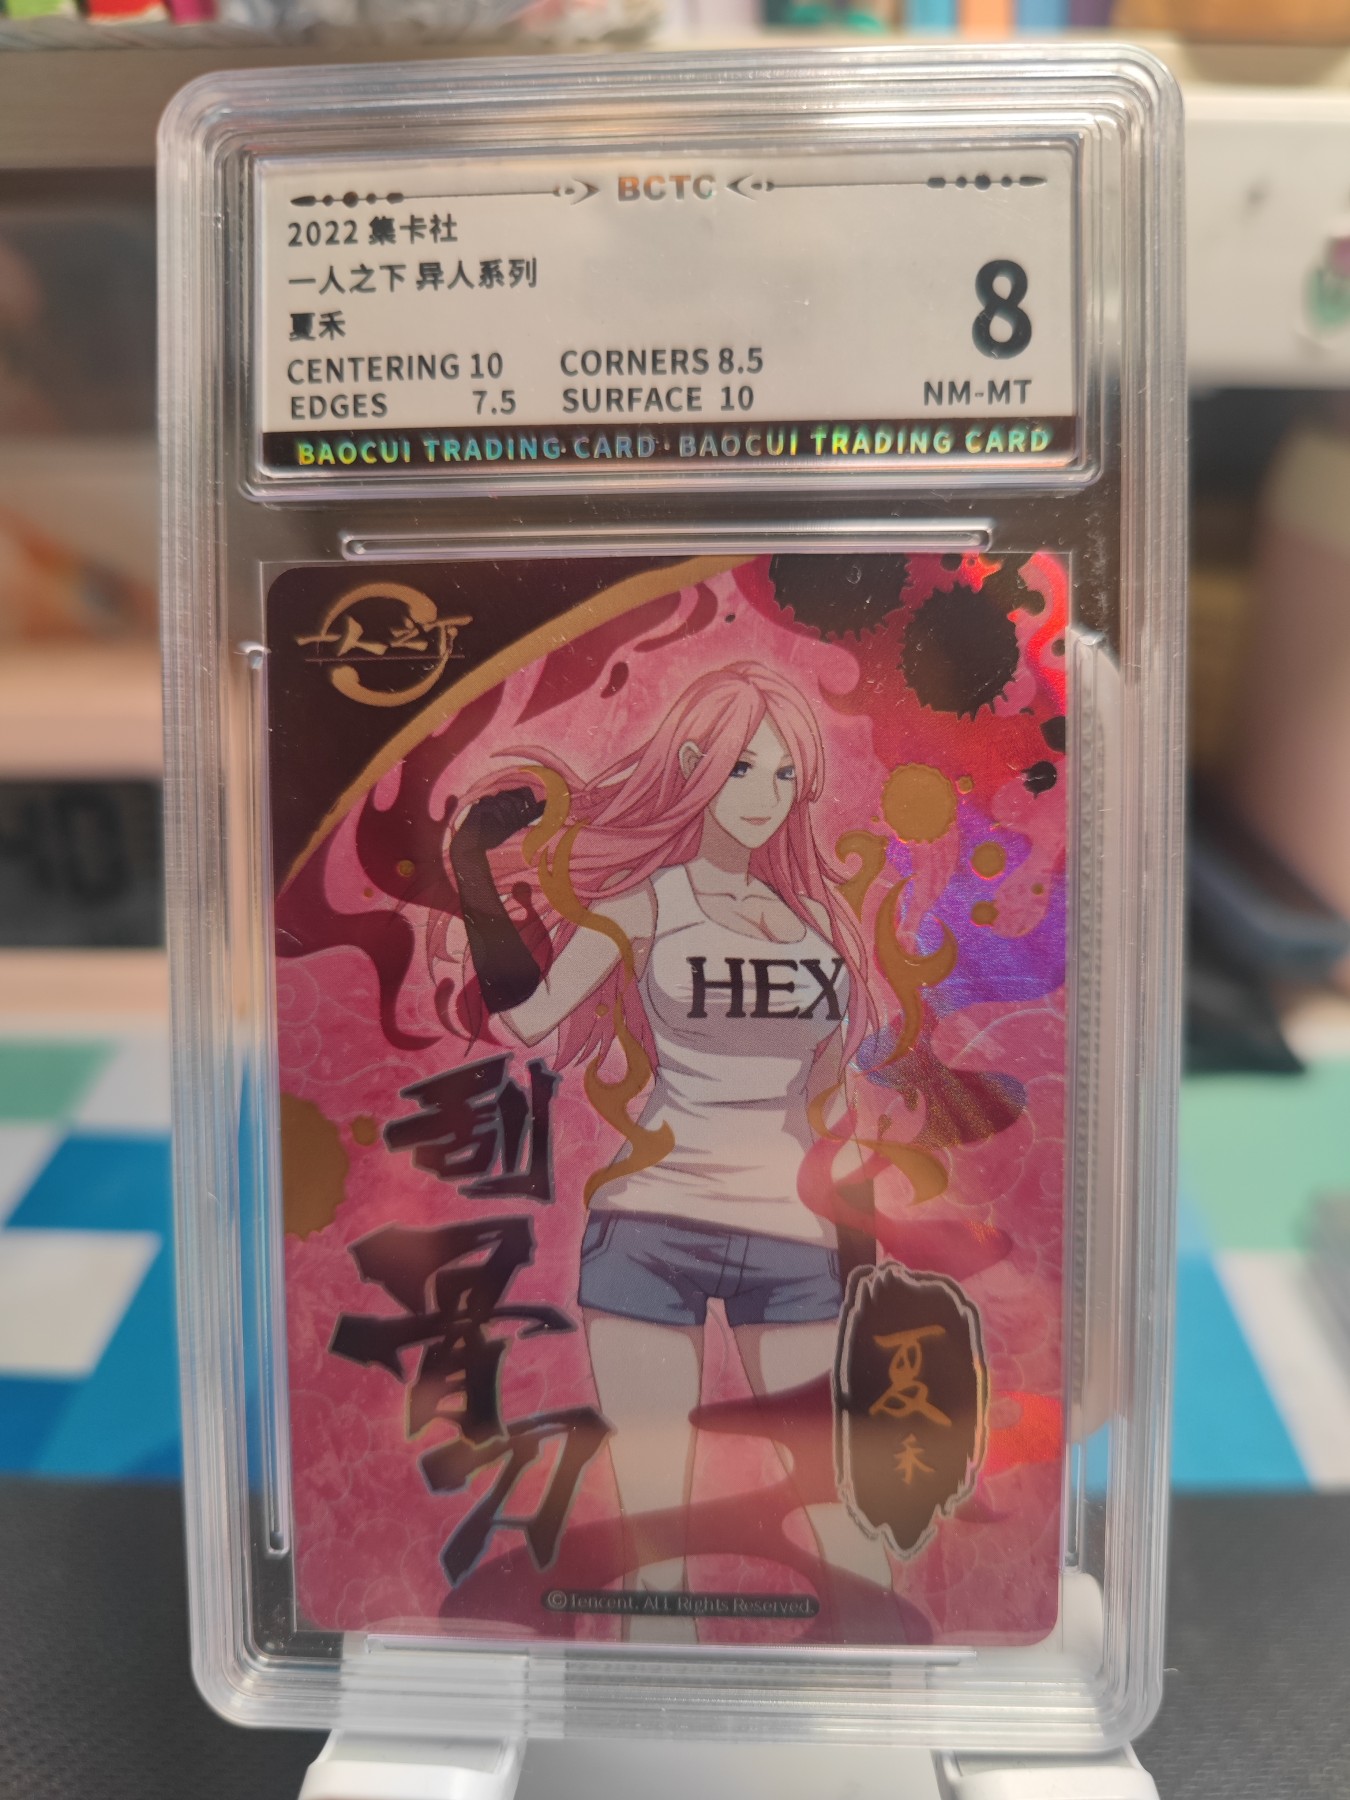 BCTC
2022 集卡社
一人之下 异人系列
夏禾
8
CENTERING 10 CORNERS 8.5
EDGES 7.5 SURFACE 10
NM-MT
BAOCUI TRADING CARD · BAOCUI TRADING CARD
一人之下
HEX
刮骨刀
夏禾
©Tencent. All Rights Reserved.